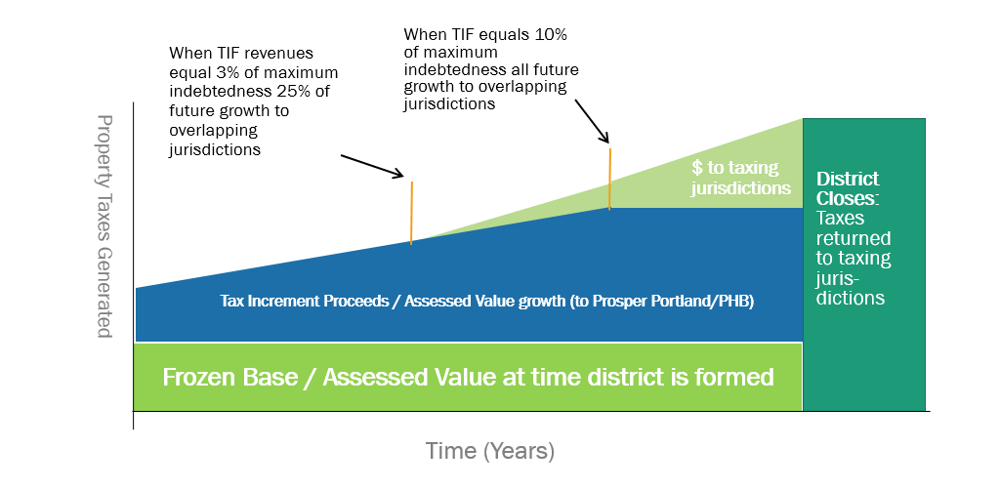 When TIF revenues
equal 3% of maximum
indebtedness 25% of
future growth to
overlapping
jurisdictions
When TIF equals 10%
of maximum
indebtedness all future
growth to overlapping
jurisdictions
Property Taxes Generated
$ to taxing
jurisdictions
District
Closes:
Taxes
returned
to taxing
juris-
dictions
Tax Increment Proceeds / Assessed Value growth (to Prosper Portland/PHB)
Frozen Base / Assessed Value at time district is formed
Time (Years)